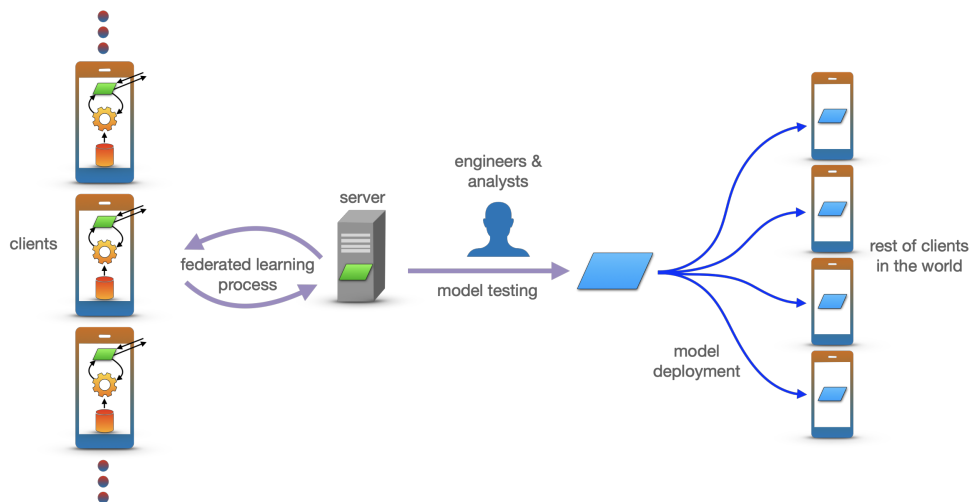 clients
federated learning
process
server
engineers &
analysts
model testing
model
deployment
rest of clients
in the world